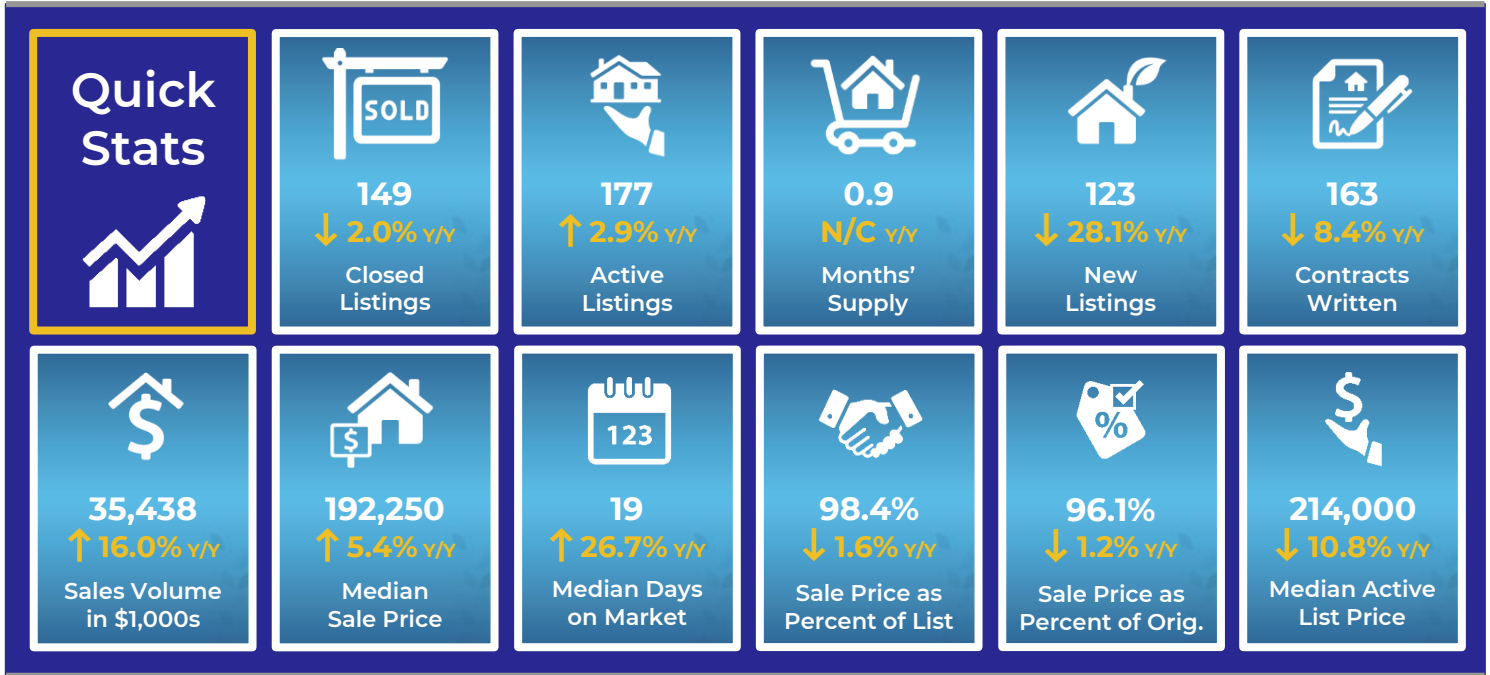 Quick
Stats
SOLD
149
↓ 2.0% Y/Y
Closed
Listings
177
↑ 2.9% Y/Y
Active
Listings
0.9
N/C Y/Y
Months’
Supply
123
↓ 28.1% Y/Y
New
Listings
163
↓ 8.4% Y/Y
Contracts
Written
$
35,438
↑ 16.0% Y/Y
Sales Volume
in $1,000s
$
192,250
↑ 5.4% Y/Y
Median
Sale Price
123
19
↑ 26.7% Y/Y
Median Days
on Market
98.4%
↓ 1.6% Y/Y
Sale Price as
Percent of List
%
96.1%
↓ 1.2% Y/Y
Sale Price as
Percent of Orig.
$
214,000
↓ 10.8% Y/Y
Median Active
List Price